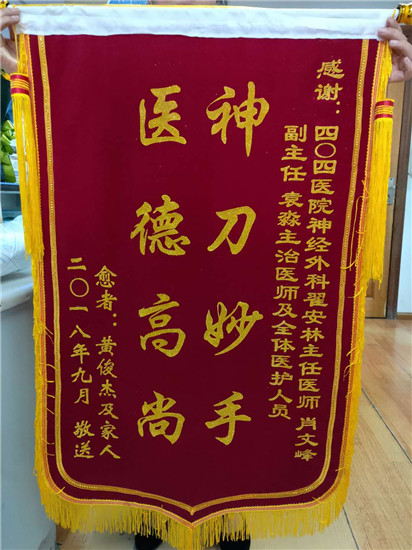 感谢：四〇四医院神经外科翟安林主任医师 肖文峰
副主任 袁淼主治医师及全体医护人员
神刀妙手
医德高尚
愈者：黄俊杰及家人
二〇一八年九月 敬送